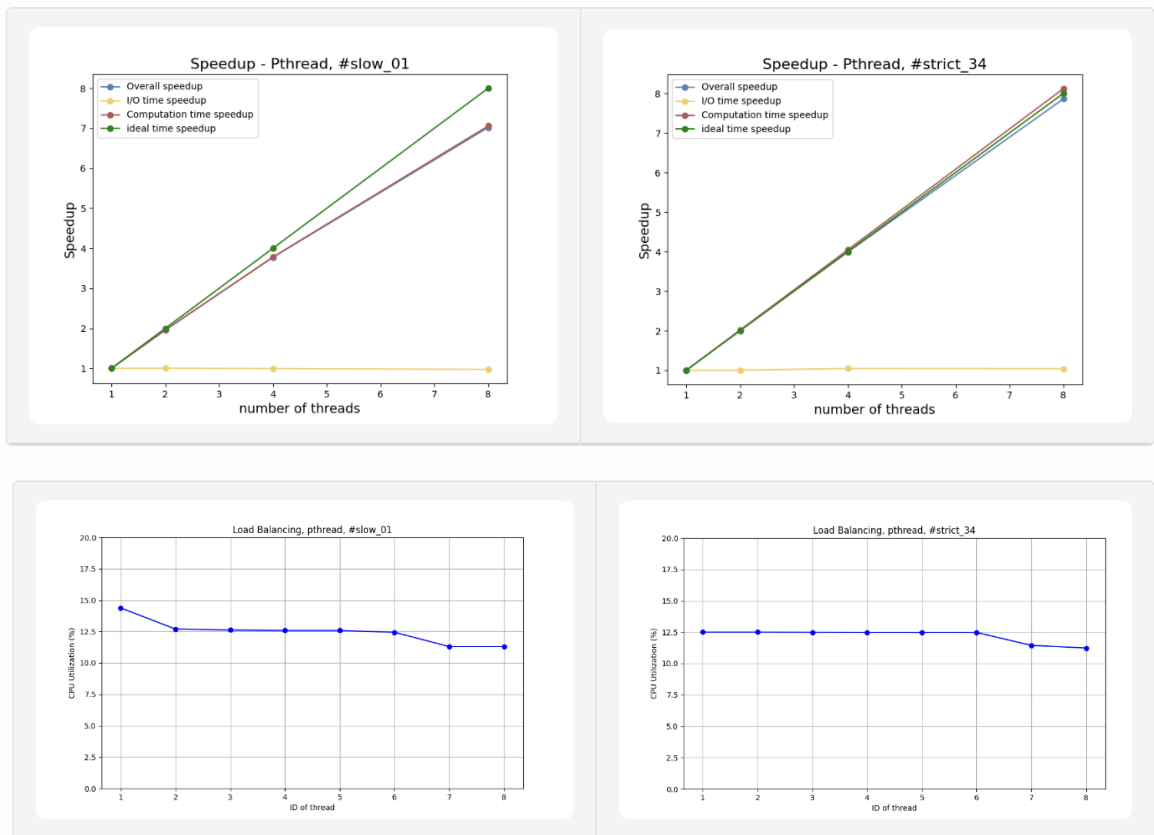 Speedup - Pthread, #slow_01
Overall speedup
I/O time speedup
Computation time speedup
ideal time speedup
8
7
6
5
4
3
2
1
Speedup
1 2 3 4 5 6 7 8
number of threads
Speedup - Pthread, #strict_34
Overall speedup
I/O time speedup
Computation time speedup
ideal time speedup
8
7
6
5
4
3
2
1
Speedup
1 2 3 4 5 6 7 8
number of threads
Load Balancing, pthread, #slow_01
20.0
17.5
15.0
12.5
10.0
7.5
5.0
2.5
0.0
CPU Utilization (%)
1 2 3 4 5 6 7 8
ID of thread
Load Balancing, pthread, #strict_34
20.0
17.5
15.0
12.5
10.0
7.5
5.0
2.5
0.0
CPU Utilization (%)
1 2 3 4 5 6 7 8
ID of thread